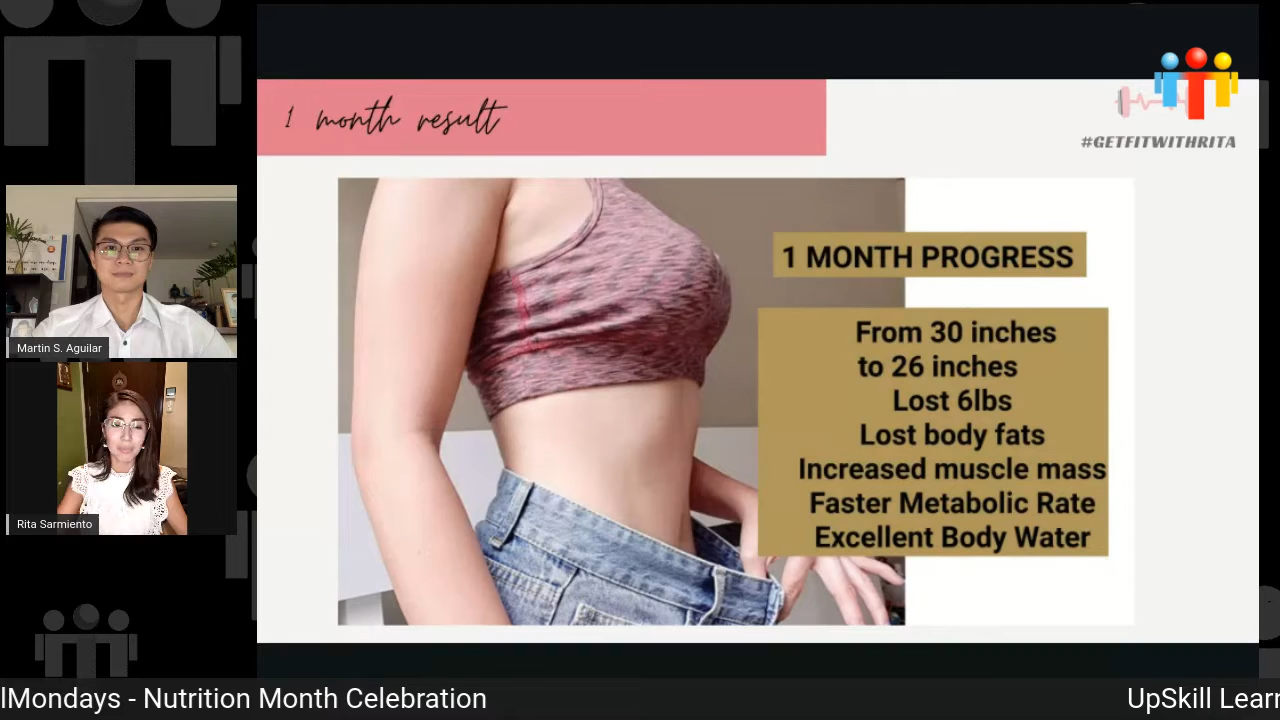 1 month result
#GETFITWITHRITA
1 MONTH PROGRESS
From 30 inches
to 26 inches
Lost 6lbs
Lost body fats
Increased muscle mass
Faster Metabolic Rate
Excellent Body Water
Martin S. Aguilar
Rita Sarmiento
lMondays - Nutrition Month Celebration
UpSkill Learn